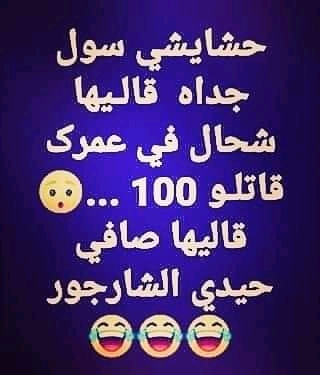 حشايشي سول
جداه قاليها
شحال في عمرك
قاتلو 100 ...😯
قاليها صافي
حيدي الشارجور
😂😂😂